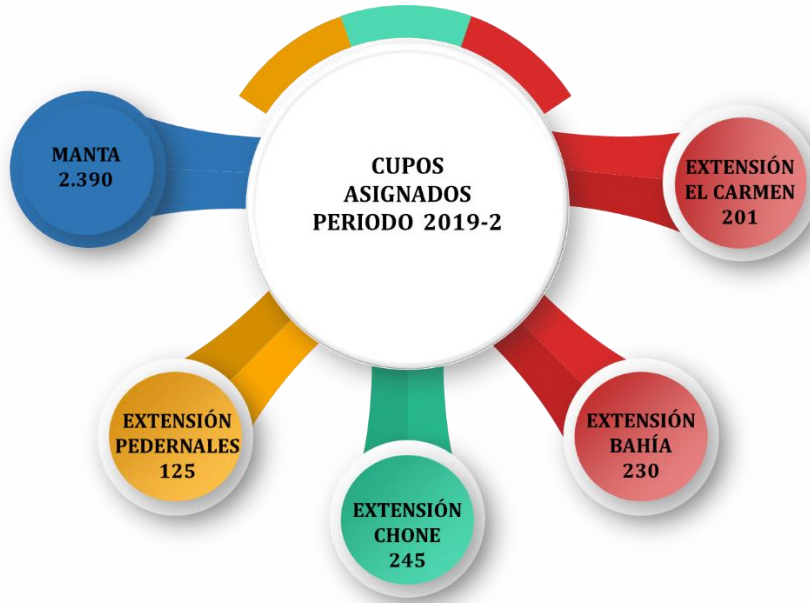 CUPOS
ASIGNADOS
PERIODO 2019-2
MANTA
2.390
EXTENSIÓN
PEDERNALES
125
EXTENSIÓN
CHONE
245
EXTENSIÓN
BAHÍA
230
EXTENSIÓN
EL CARMEN
201